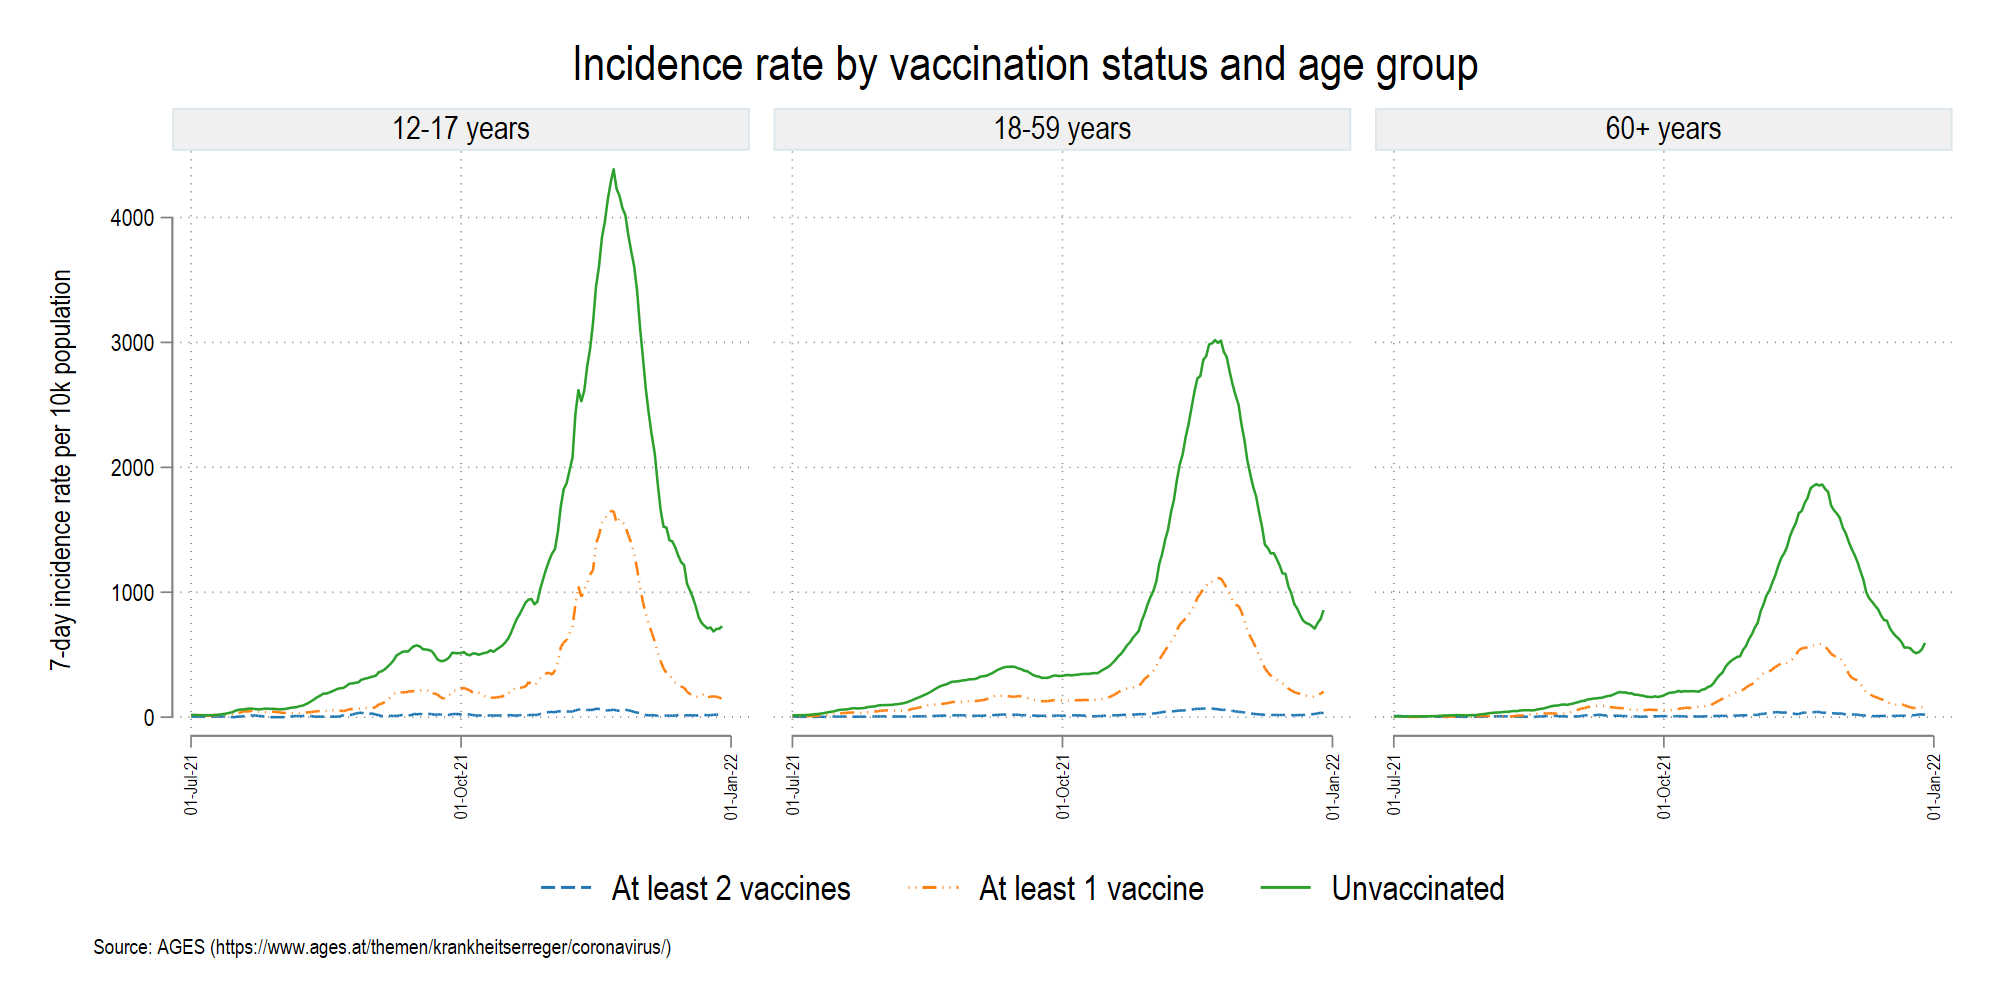 Incidence rate by vaccination status and age group
12-17 years
18-59 years
60+ years
7-day incidence rate per 10k population
4000
3000
2000
1000
0
01-Jul-21
01-Oct-21
01-Jan-22
01-Jul-21
01-Oct-21
01-Jan-22
01-Jul-21
01-Oct-21
01-Jan-22
At least 2 vaccines
At least 1 vaccine
Unvaccinated
Source: AGES (https://www.ages.at/themen/krankheitserreger/coronavirus/)